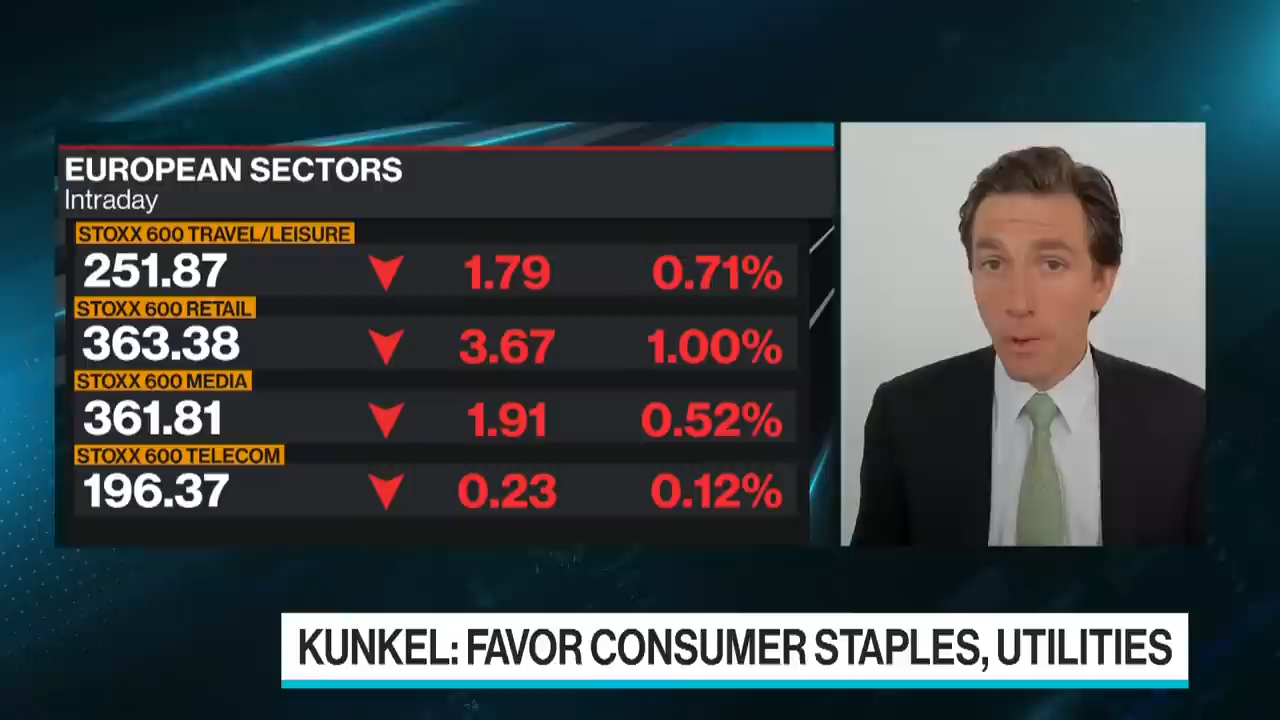 EUROPEAN SECTORS
Intraday
STOXX 600 TRAVEL/LEISURE
251.87 1.79 0.71%
STOXX 600 RETAIL
363.38 3.67 1.00%
STOXX 600 MEDIA
361.81 1.91 0.52%
STOXX 600 TELECOM
196.37 0.23 0.12%
KUNKEL: FAVOR CONSUMER STAPLES, UTILITIES